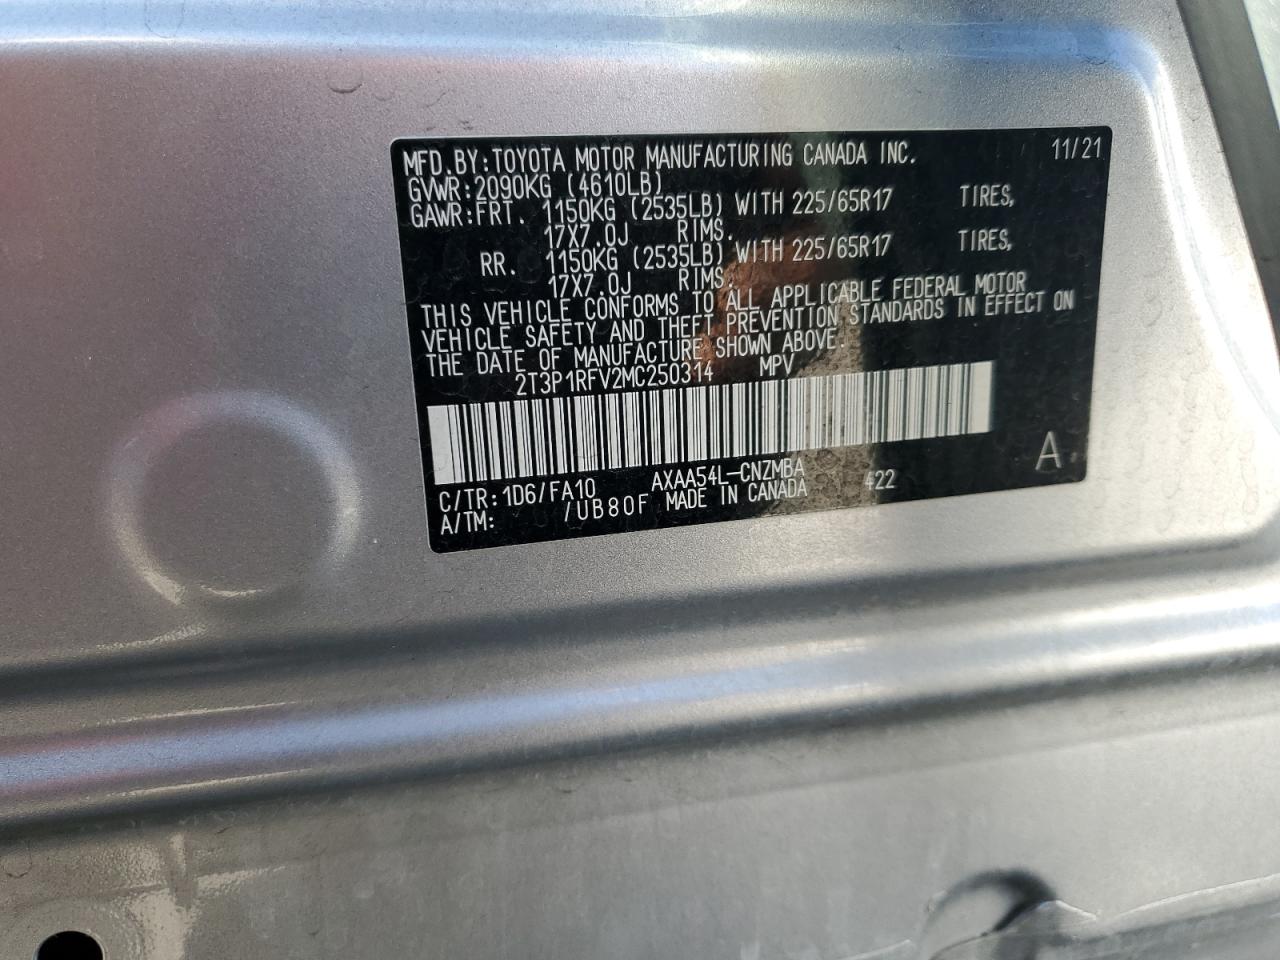 MFD.BY:TOYOTA MOTOR MANUFACTURING CANADA INC. 11/21
GVWR:2090KG (4610LB)
GAWR:FRT. 1150KG (2535LB) WITH 225/65R17 TIRES,
17X7.0J RIMS.
RR. 1150KG (2535LB) WITH 225/65R17 TIRES,
17X7.0J RIMS.
THIS VEHICLE CONFORMS TO ALL APPLICABLE FEDERAL MOTOR
VEHICLE SAFETY AND THEFT PREVENTION STANDARDS IN EFFECT ON
THE DATE OF MANUFACTURE SHOWN ABOVE.
2T3P1RFV2MC250314 MPV
A
C/TR:1D6/FA10 AXAA54L-CNZMBA 422
A/TM: /UB80F MADE IN CANADA